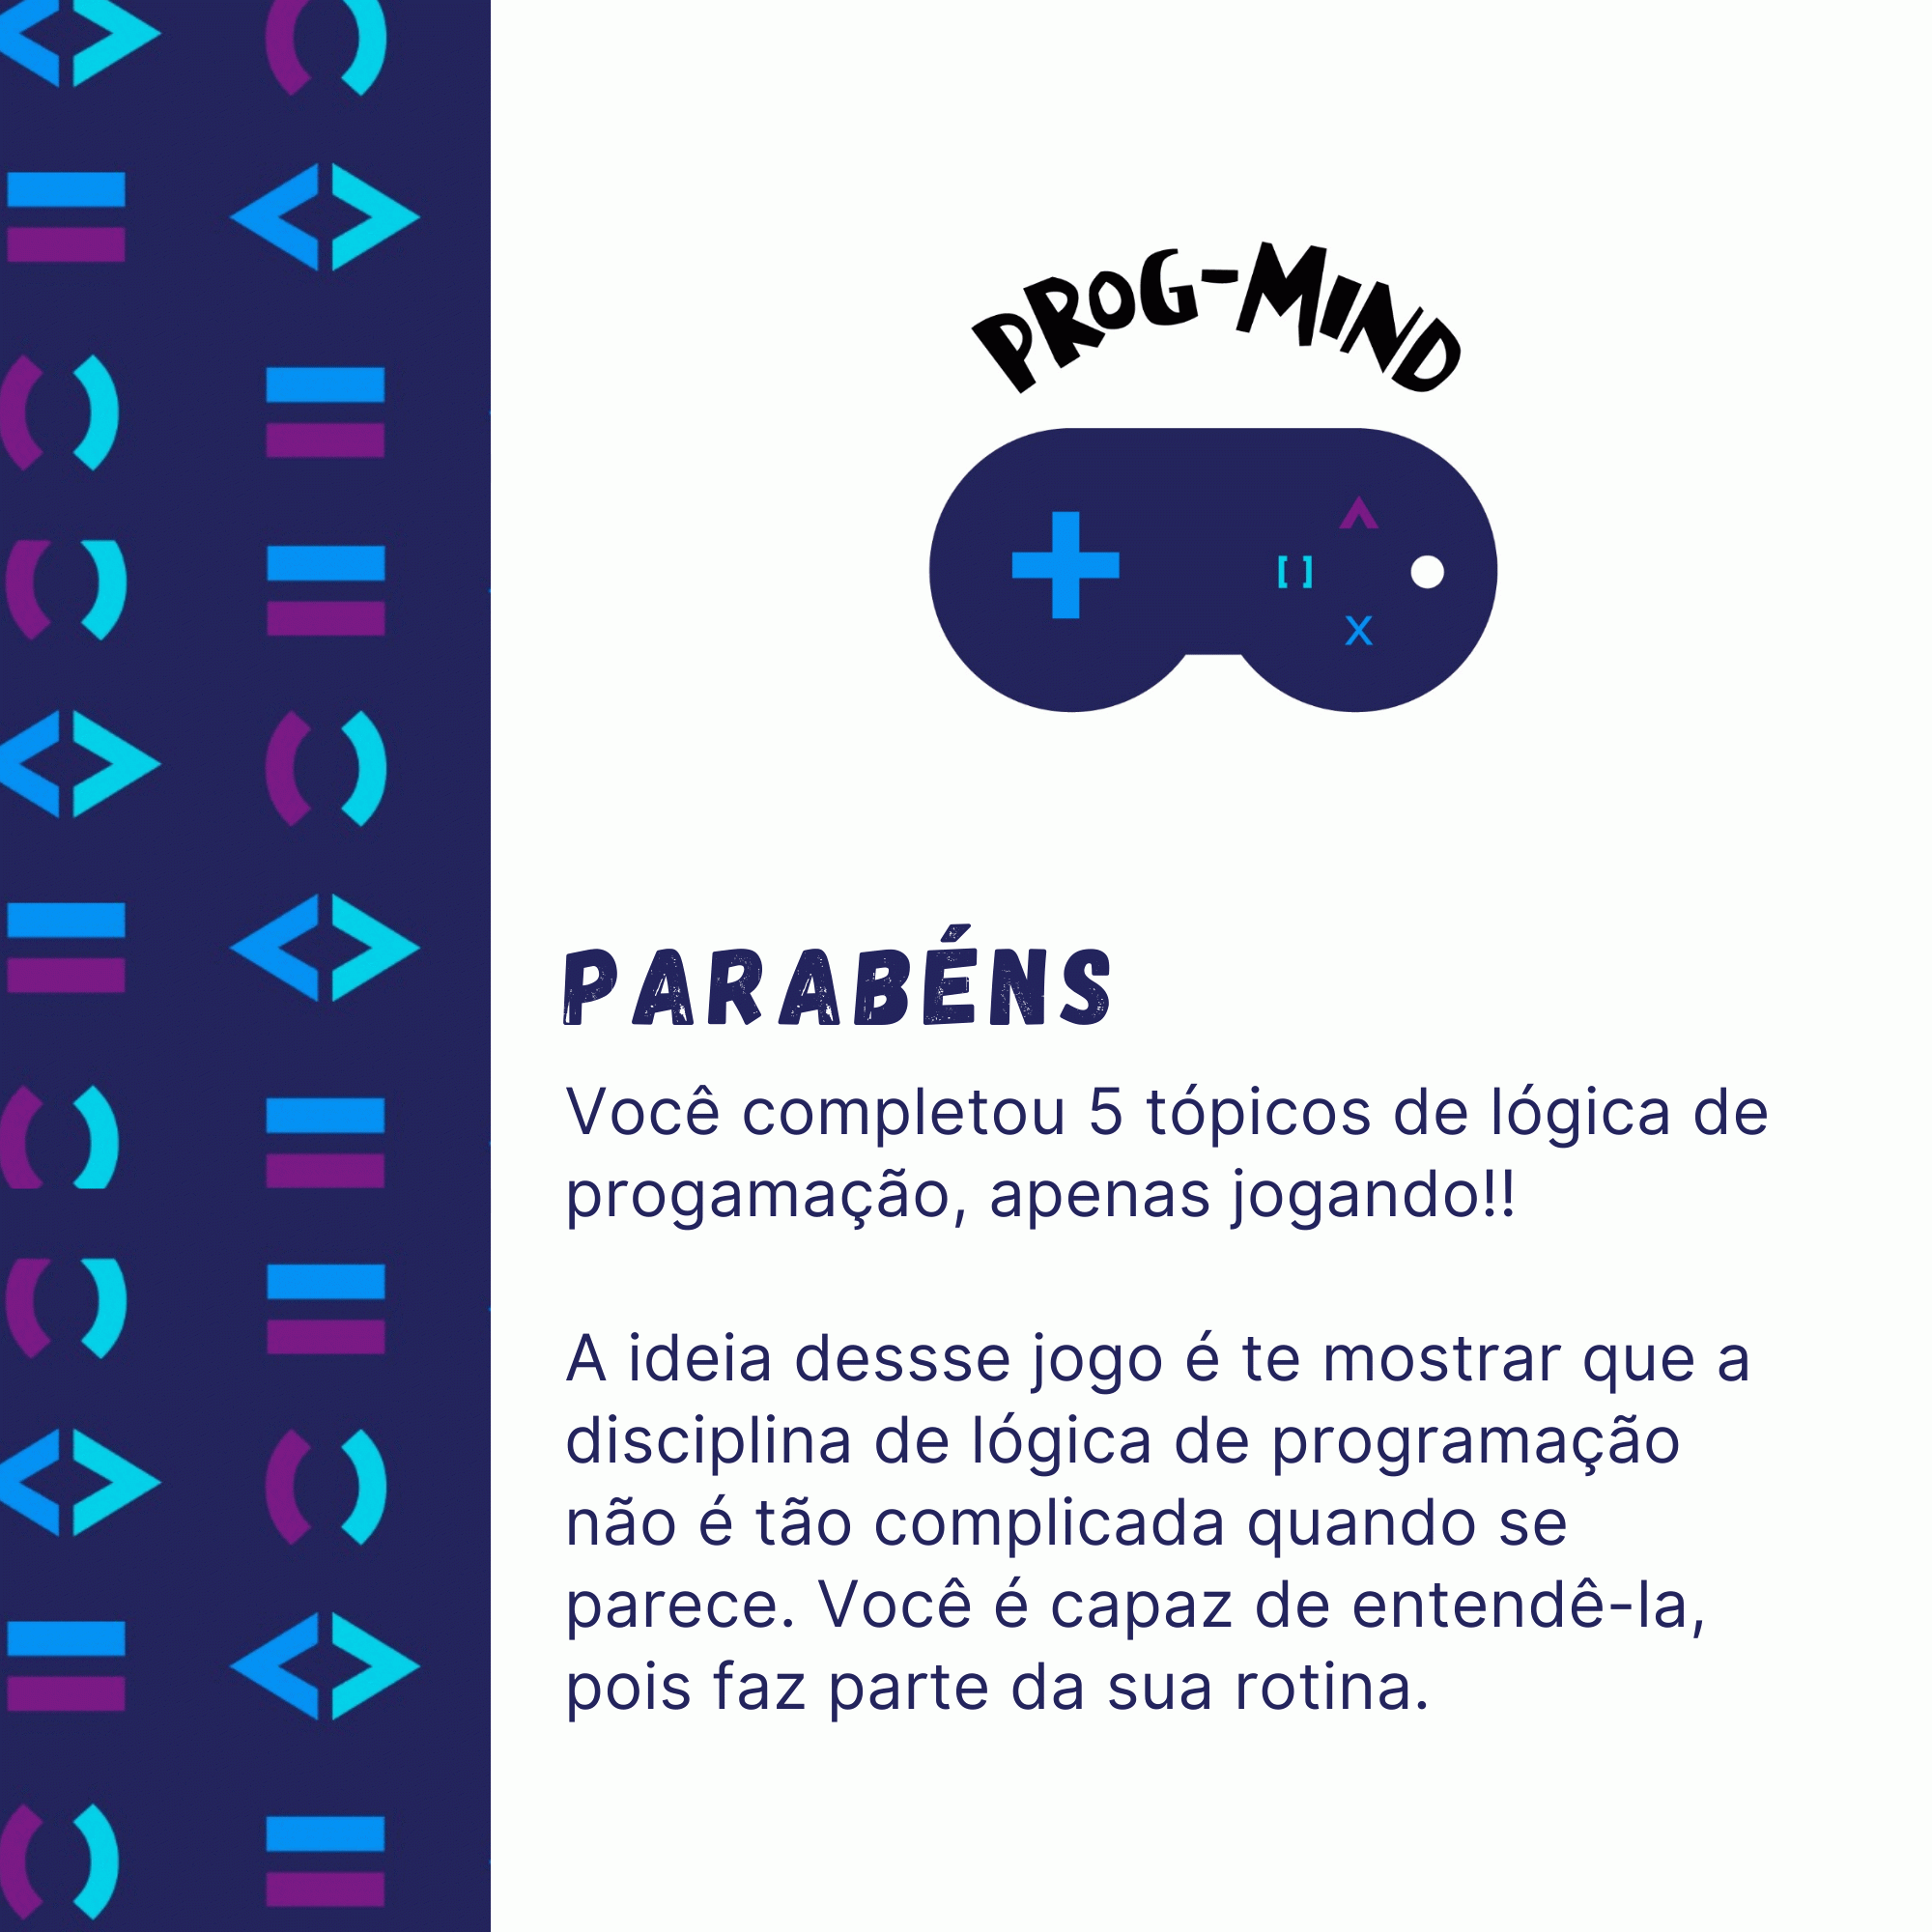 PROG-MIND
[ ]
X
PARABÉNS
Você completou 5 tópicos de lógica de
progamação, apenas jogando!!
A ideia dessse jogo é te mostrar que a
disciplina de lógica de programação
não é tão complicada quando se
parece. Você é capaz de entendê-la,
pois faz parte da sua rotina.